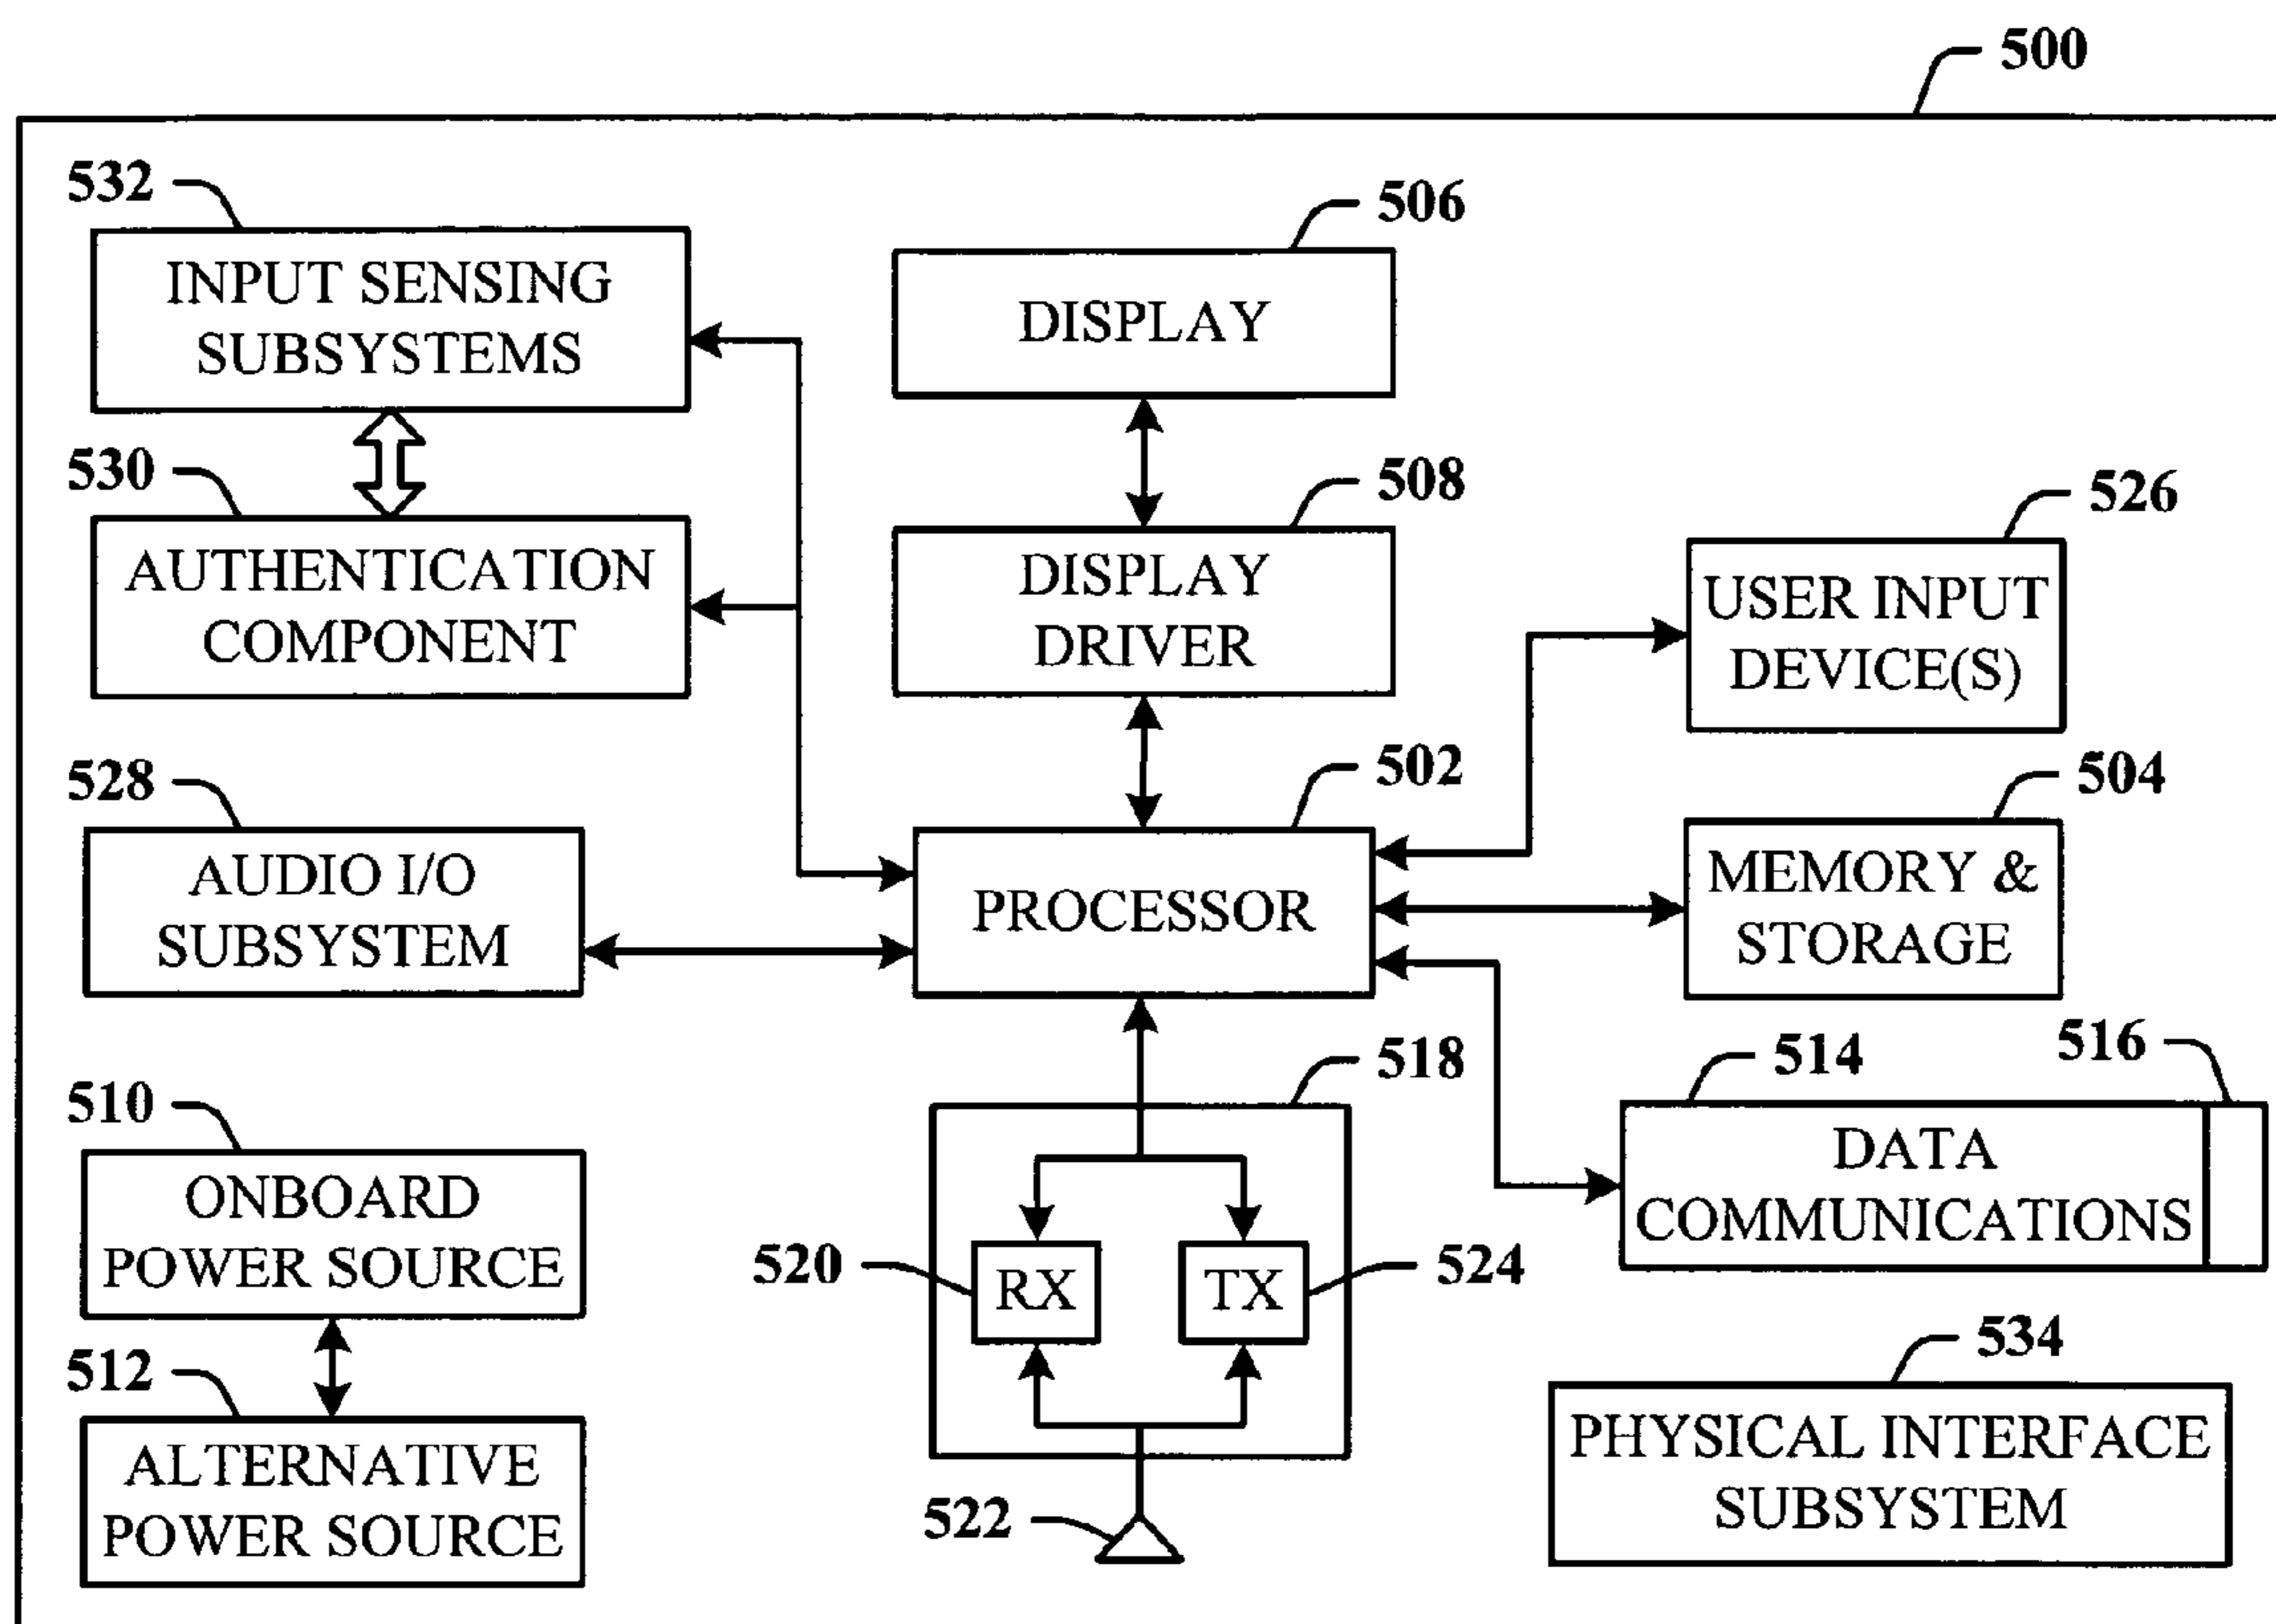 500
532
INPUT SENSING
SUBSYSTEMS
506
DISPLAY
530
AUTHENTICATION
COMPONENT
508
DISPLAY
DRIVER
526
USER INPUT
DEVICE(S)
528
AUDIO I/O
SUBSYSTEM
502
PROCESSOR
504
MEMORY &
STORAGE
510
ONBOARD
POWER SOURCE
518
520
RX
TX
524
514
516
DATA
COMMUNICATIONS
512
ALTERNATIVE
POWER SOURCE
522
534
PHYSICAL INTERFACE
SUBSYSTEM